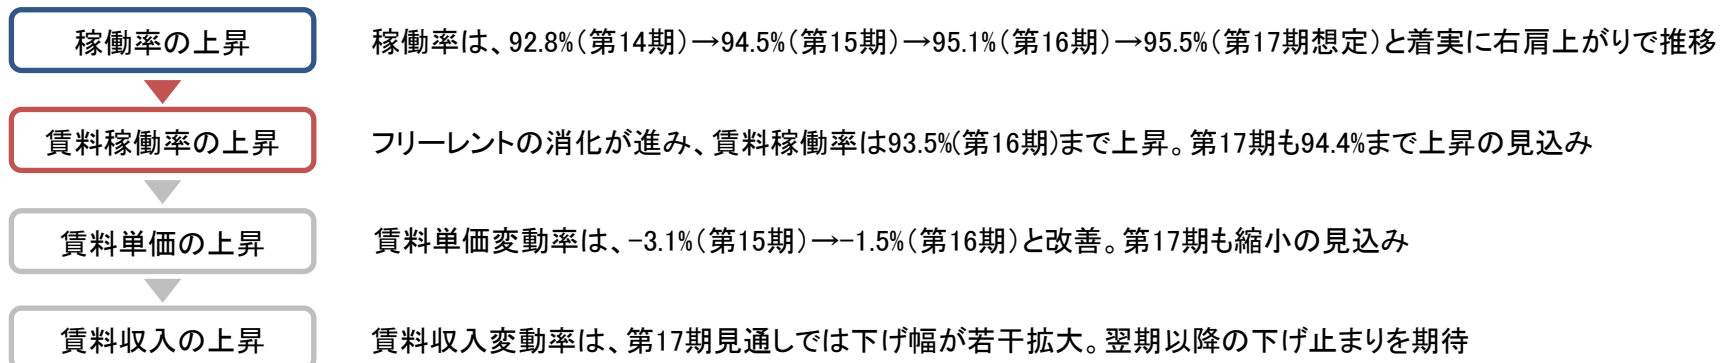 稼働率の上昇
稼働率は、92.8%(第14期)→94.5%(第15期)→95.1%(第16期)→95.5%(第17期想定)と着実に右肩上がりで推移
賃料稼働率の上昇
フリーレントの消化が進み、賃料稼働率は93.5%(第16期)まで上昇。第17期も94.4%まで上昇の見込み
賃料単価の上昇
賃料単価変動率は、-3.1%(第15期)→-1.5%(第16期)と改善。第17期も縮小の見込み
賃料収入の上昇
賃料収入変動率は、第17期見通しでは下げ幅が若干拡大。翌期以降の下げ止まりを期待